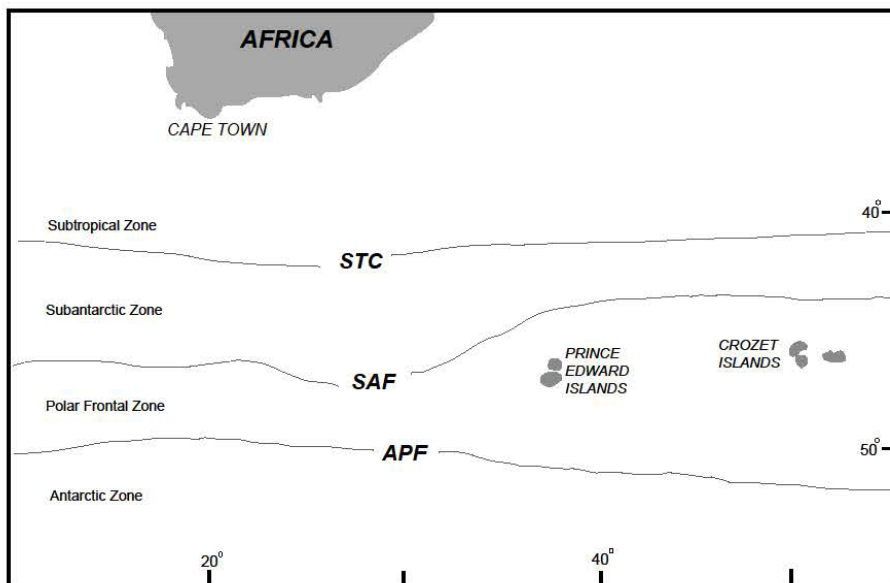 AFRICA
CAPE TOWN
40°
Subtropical Zone
STC
Subantarctic Zone
PRINCE
EDWARD
ISLANDS
CROZET
ISLANDS
SAF
Polar Frontal Zone
APF
50°
Antarctic Zone
20°
40°